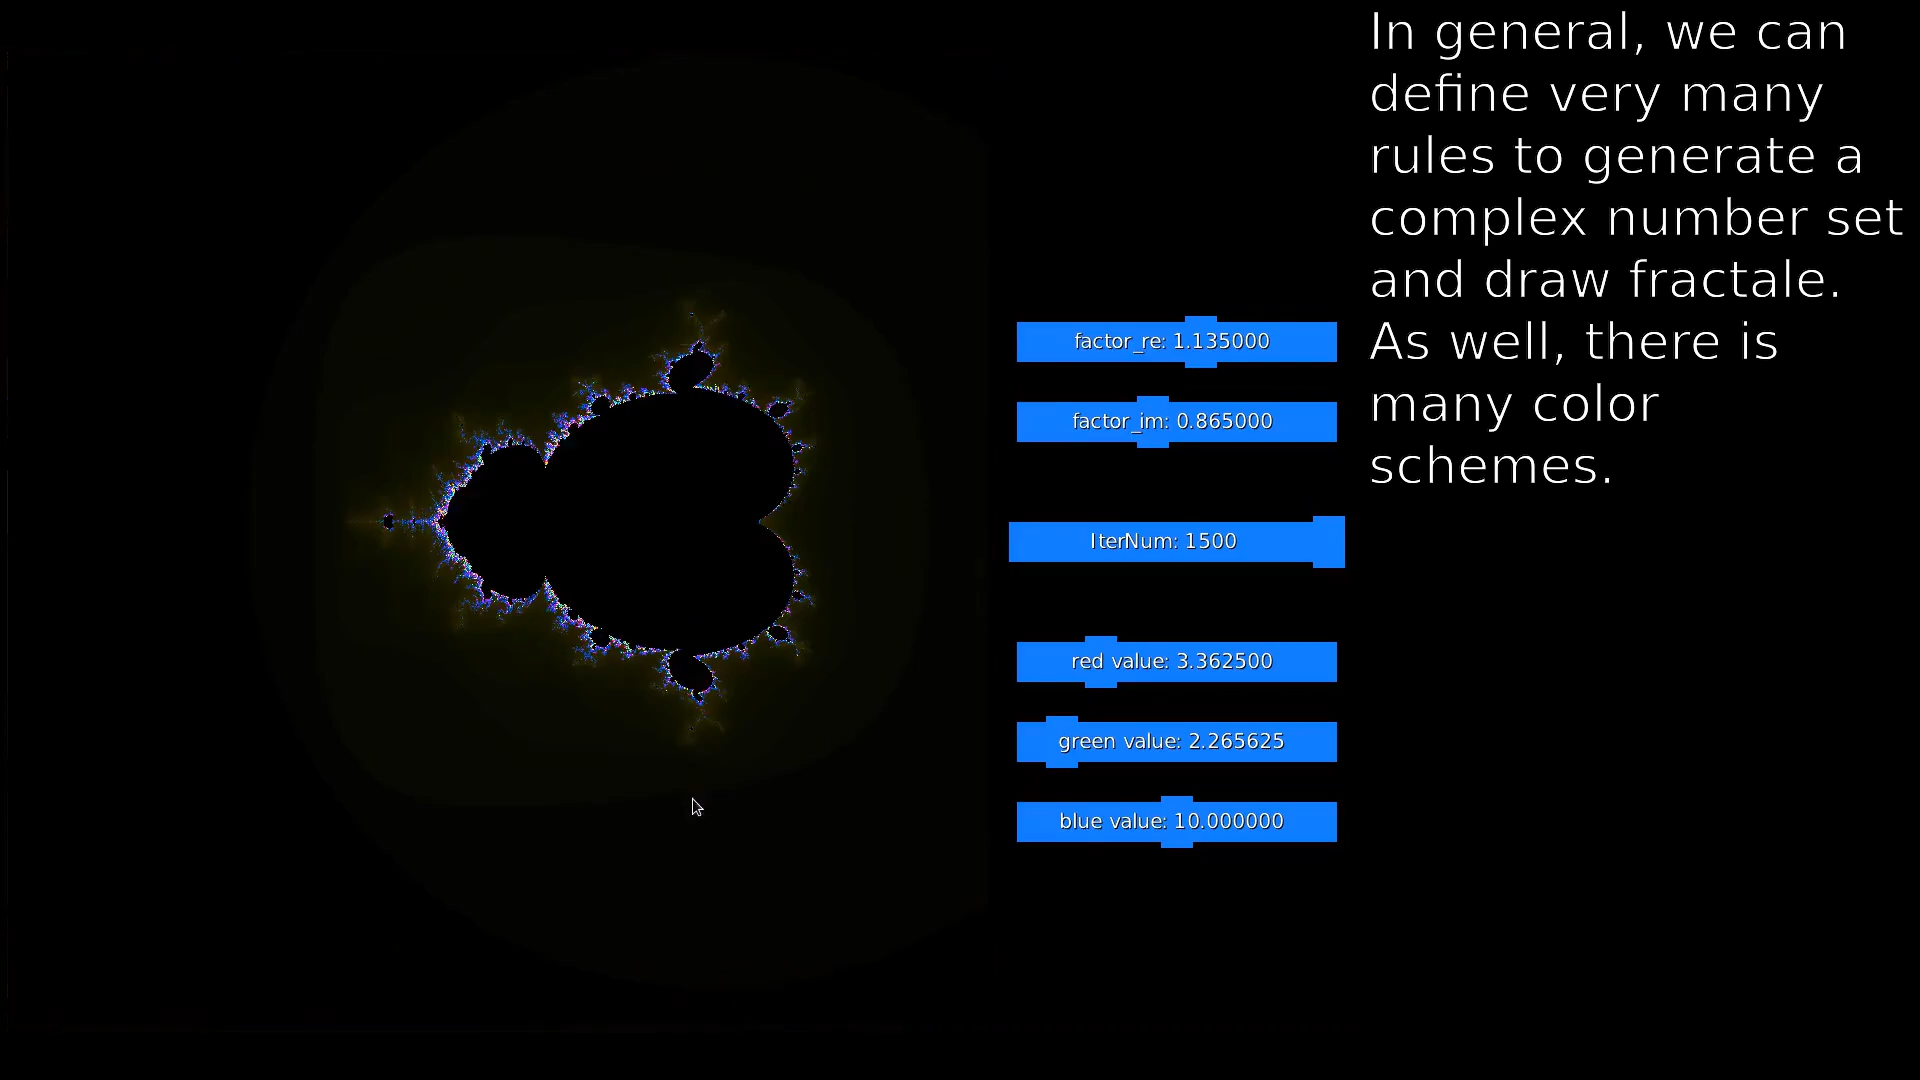 In general, we can
define very many
rules to generate a
complex number set
and draw fractale.
As well, there is
many color
schemes.
factor_re: 1.135000
factor_im: 0.865000
IterNum: 1500
red value: 3.362500
green value: 2.265625
blue value: 10.000000